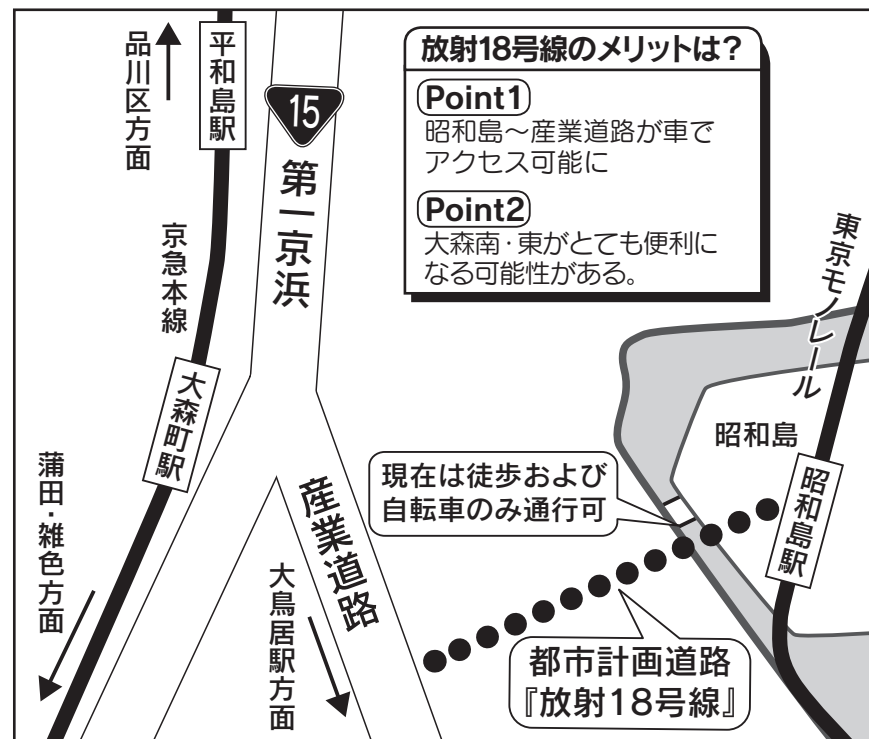 放射18号線のメリットは？
Point1
昭和島〜産業道路が車で
アクセス可能に
Point2
大森南・東がとても便利に
なる可能性がある。
品川区方面
平和島駅
15
第一京浜
京急本線
大森町駅
蒲田・雑色方面
産業道路
大鳥居駅方面
東京モノレール
昭和島
昭和島駅
現在は徒歩および
自転車のみ通行可
都市計画道路
『放射18号線』